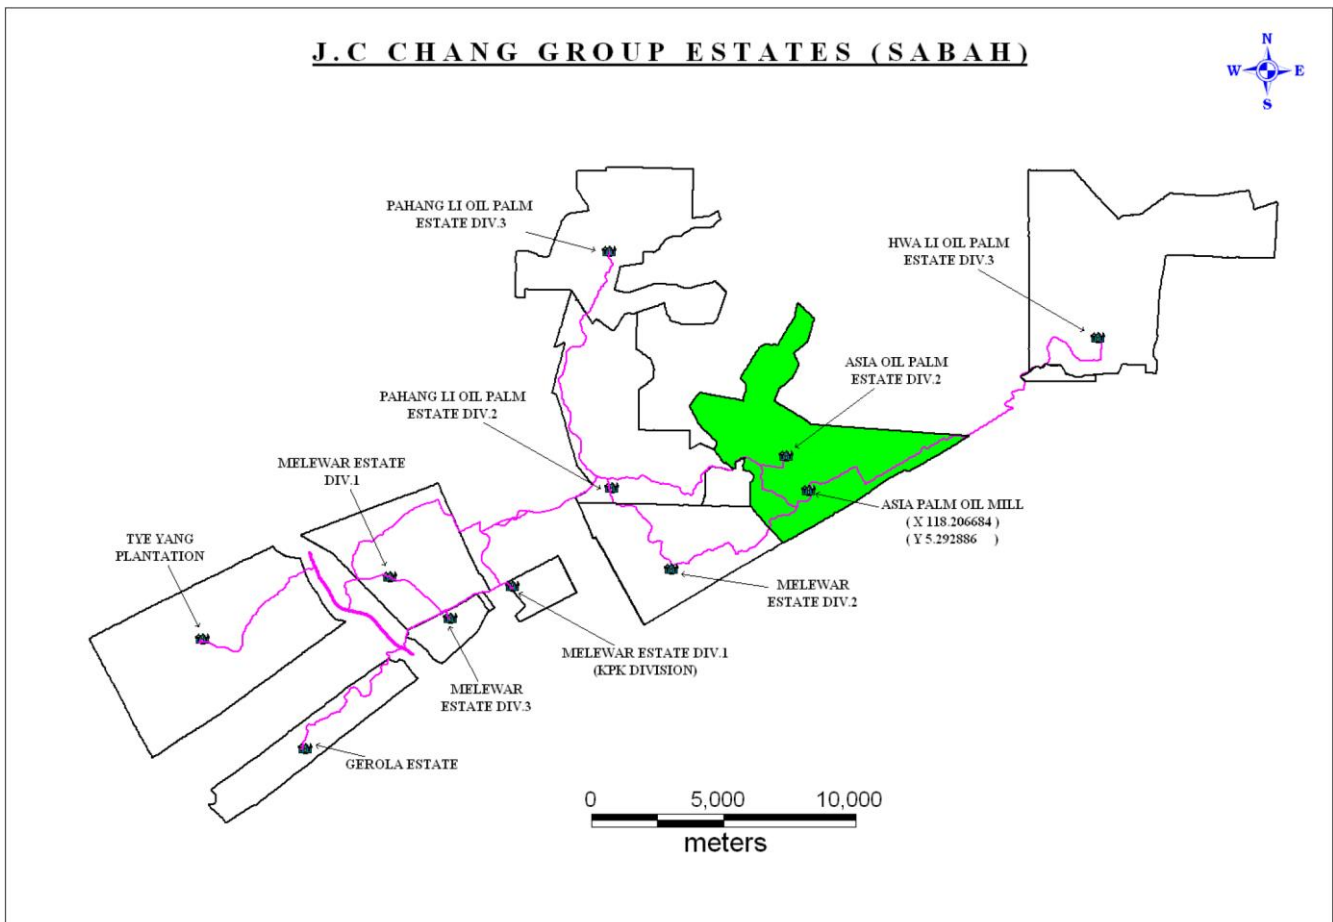 J.C CHANG GROUP ESTATES (SABAH)
N
W
E
S
PAHANG LI OIL PALM
ESTATE DIV.3
HWA LI OIL PALM
ESTATE DIV.3
ASIA OIL PALM
ESTATE DIV.2
PAHANG LI OIL PALM
ESTATE DIV.2
MELEWAR ESTATE
DIV.1
ASIA PALM OIL MILL
( X 118.206684 )
( Y 5.292886 )
TYE YANG
PLANTATION
MELEWAR
ESTATE DIV.2
MELEWAR ESTATE DIV.1
(KPK DIVISION)
MELEWAR
ESTATE DIV.3
GEROLA ESTATE
0 5,000 10,000
meters